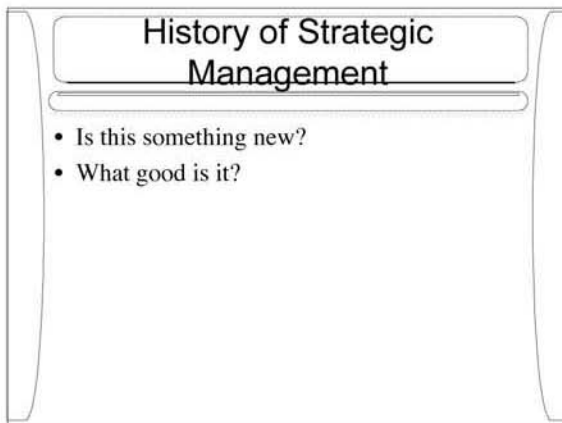 History of Strategic
Management
• Is this something new?
• What good is it?